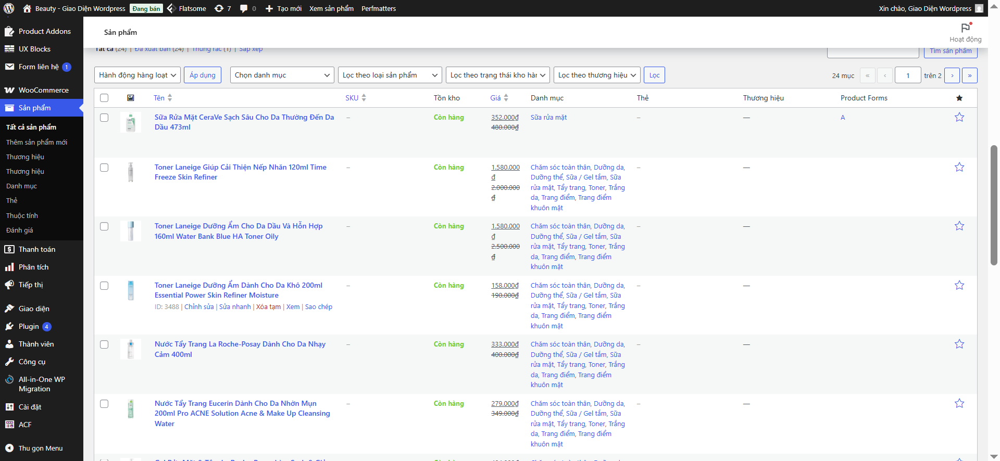 Beauty - Giao Diện Wordpress Đang bán Flatsome 7 0 Tạo mới Xem sản phẩm Perfmatters Xin chào, Giao Diện Wordpress
Product Addons
UX Blocks
Form liên hệ 1
WooCommerce
Sản phẩm
Tất cả sản phẩm
Thêm sản phẩm mới
Thương hiệu
Thương hiệu
Danh mục
Thẻ
Thuộc tính
Đánh giá
Thanh toán
Phân tích
Tiếp thị
Giao diện
Plugin 4
Thành viên
Công cụ
All-in-One WP
Migration
Cài đặt
ACF
Thu gọn Menu
Sản phẩm
Hoạt động
Tất cả (24) | Đã xuất bản (24) | Thùng rác (1) | Sắp xếp
Tìm sản phẩm
Hành động hàng loạt Áp dụng Chọn danh mục Lọc theo loại sản phẩm Lọc theo trạng thái kho hàn Lọc theo thương hiệu Lọc 24 mục « ‹ 1 trên 2 › »
Tên SKU Tồn kho Giá Danh mục Thẻ Thương hiệu Product Forms
Sữa Rửa Mặt CeraVe Sạch Sâu Cho Da Thường Đến Da – Còn hàng 352.000₫ Sữa rửa mặt – — A
Dầu 473ml 480.000₫
Toner Laneige Giúp Cải Thiện Nếp Nhăn 120ml Time – Còn hàng 1.580.000 Chăm sóc toàn thân, Dưỡng da, – —
Freeze Skin Refiner ₫ Dưỡng thể, Sữa / Gel tắm, Sữa
2.000.000 rửa mặt, Tẩy trang, Toner, Trắng
₫ da, Trang điểm, Trang điểm
khuôn mặt
Toner Laneige Dưỡng Ẩm Cho Da Dầu Và Hỗn Hợp – Còn hàng 1.580.000 Chăm sóc toàn thân, Dưỡng da, – —
160ml Water Bank Blue HA Toner Oily ₫ Dưỡng thể, Sữa / Gel tắm, Sữa
2.500.000 rửa mặt, Tẩy trang, Toner, Trắng
₫ da, Trang điểm, Trang điểm
khuôn mặt
Toner Laneige Dưỡng Ẩm Dành Cho Da Khô 200ml – Còn hàng 158.000₫ Chăm sóc toàn thân, Dưỡng da, – —
Essential Power Skin Refiner Moisture 190.000₫ Dưỡng thể, Sữa / Gel tắm, Sữa
ID: 3488 | Chỉnh sửa | Sửa nhanh | Xóa tạm | Xem | Sao chép rửa mặt, Tẩy trang, Toner, Trắng
da, Trang điểm, Trang điểm
khuôn mặt
Nước Tẩy Trang La Roche-Posay Dành Cho Da Nhạy – Còn hàng 333.000₫ Chăm sóc toàn thân, Dưỡng da, – —
Cảm 400ml 400.000₫ Dưỡng thể, Sữa / Gel tắm, Sữa
rửa mặt, Tẩy trang, Toner, Trắng
da, Trang điểm, Trang điểm
khuôn mặt
Nước Tẩy Trang Eucerin Dành Cho Da Nhờn Mụn – Còn hàng 279.000₫ Chăm sóc toàn thân, Dưỡng da, – —
200ml Pro ACNE Solution Acne & Make Up Cleansing 349.000₫ Dưỡng thể, Sữa / Gel tắm, Sữa
Water rửa mặt, Tẩy trang, Toner, Trắng
da, Trang điểm, Trang điểm
khuôn mặt